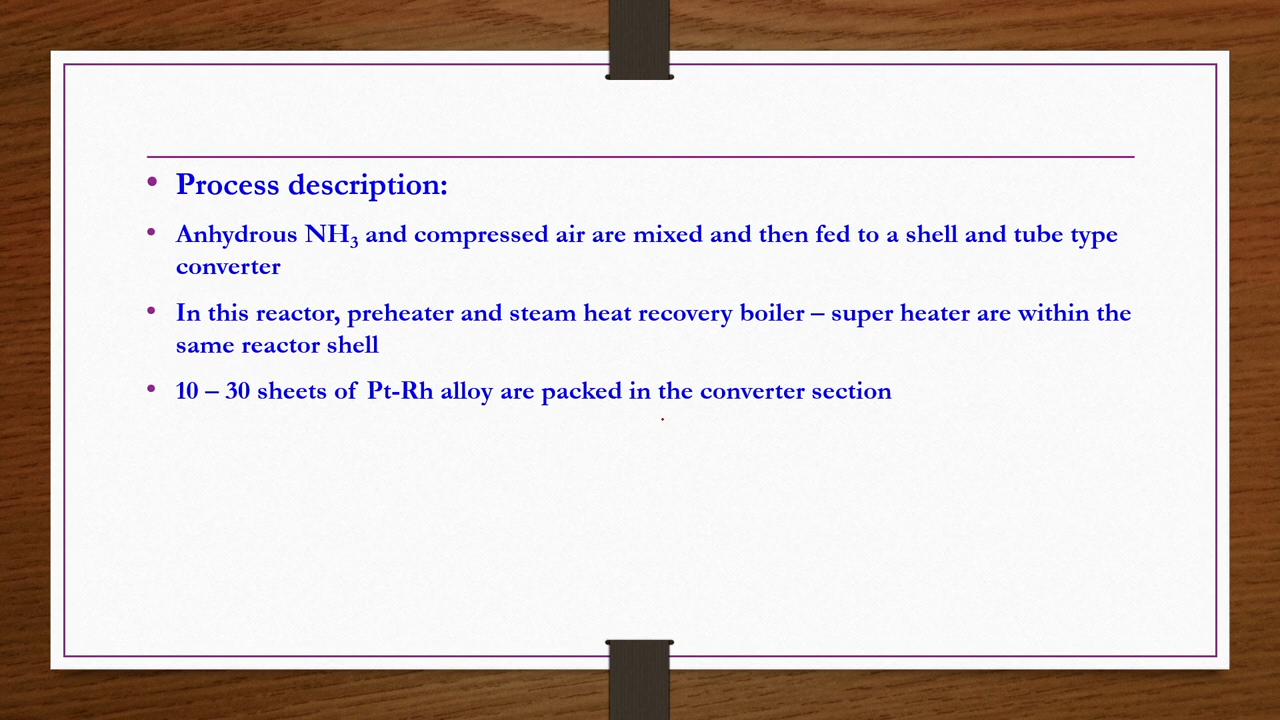 • Process description:
• Anhydrous NH₃ and compressed air are mixed and then fed to a shell and tube type
converter
• In this reactor, preheater and steam heat recovery boiler – super heater are within the
same reactor shell
• 10 – 30 sheets of Pt-Rh alloy are packed in the converter section